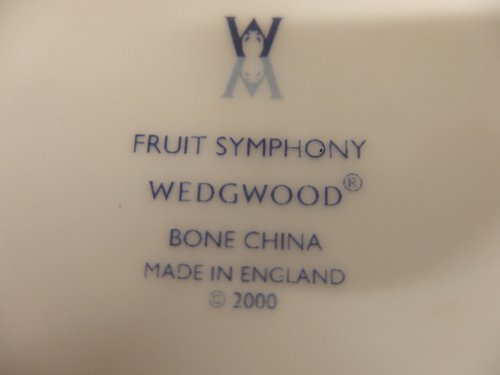 W
FRUIT SYMPHONY
WEDGWOOD®
BONE CHINA
MADE IN ENGLAND
© 2000